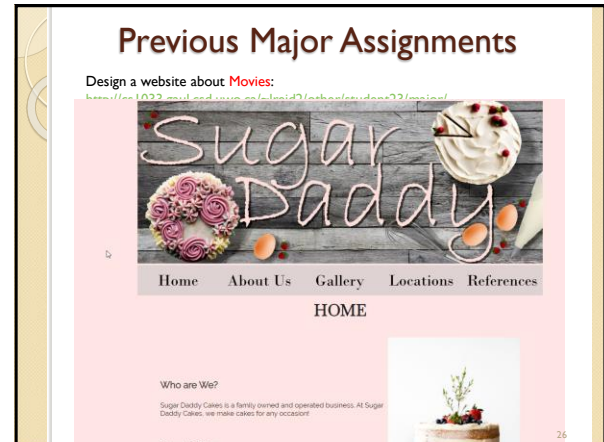 Previous Major Assignments
Design a website about Movies:
Sugar
Daddy
Home About Us Gallery Locations References
HOME
Who are We?
Sugar Daddy Cakes is a family owned and operated business. At Sugar
Daddy Cakes, we make cakes for any occasion!
26